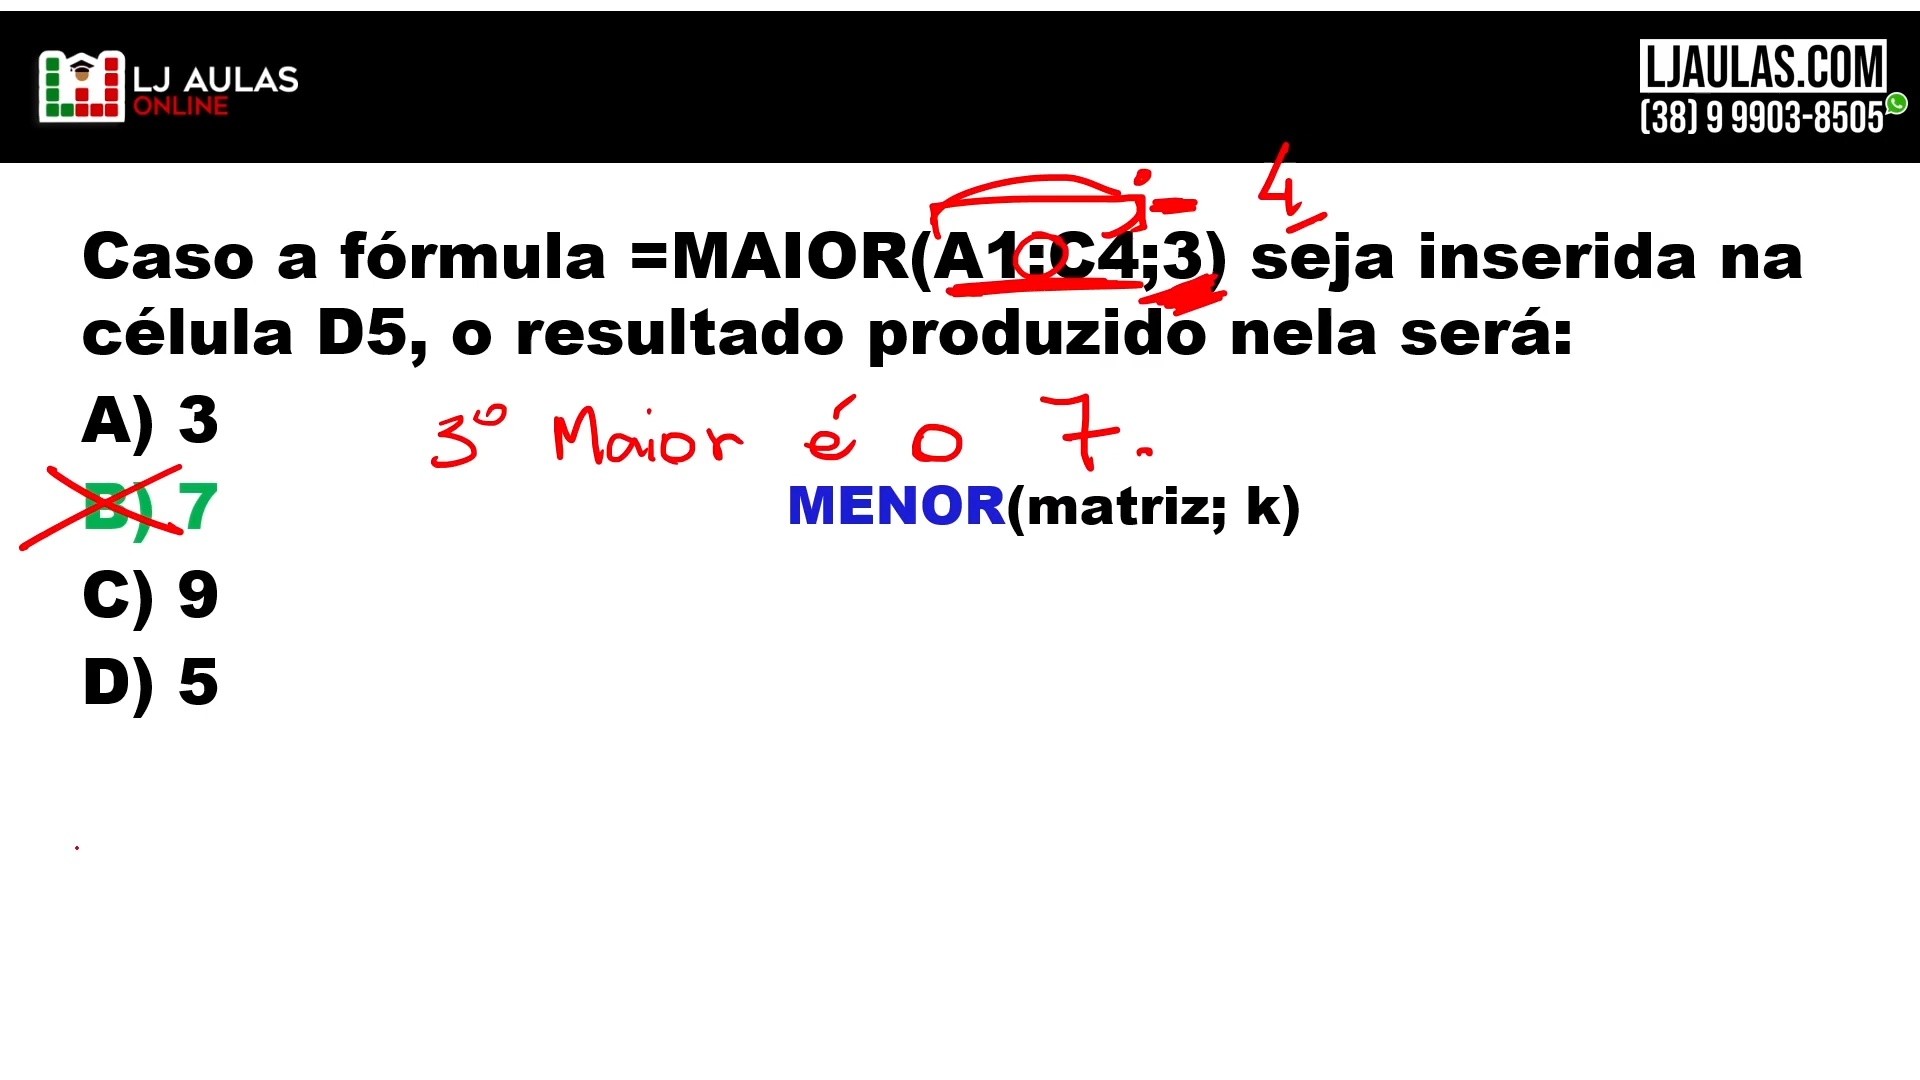 LJ AULAS
ONLINE
LJAULAS.COM
(38) 9 9903-8505
4
Caso a fórmula =MAIOR(A1:C4;3) seja inserida na
célula D5, o resultado produzido nela será:
A) 3
3º Maior é o 7.
B) 7
MENOR(matriz; k)
C) 9
D) 5